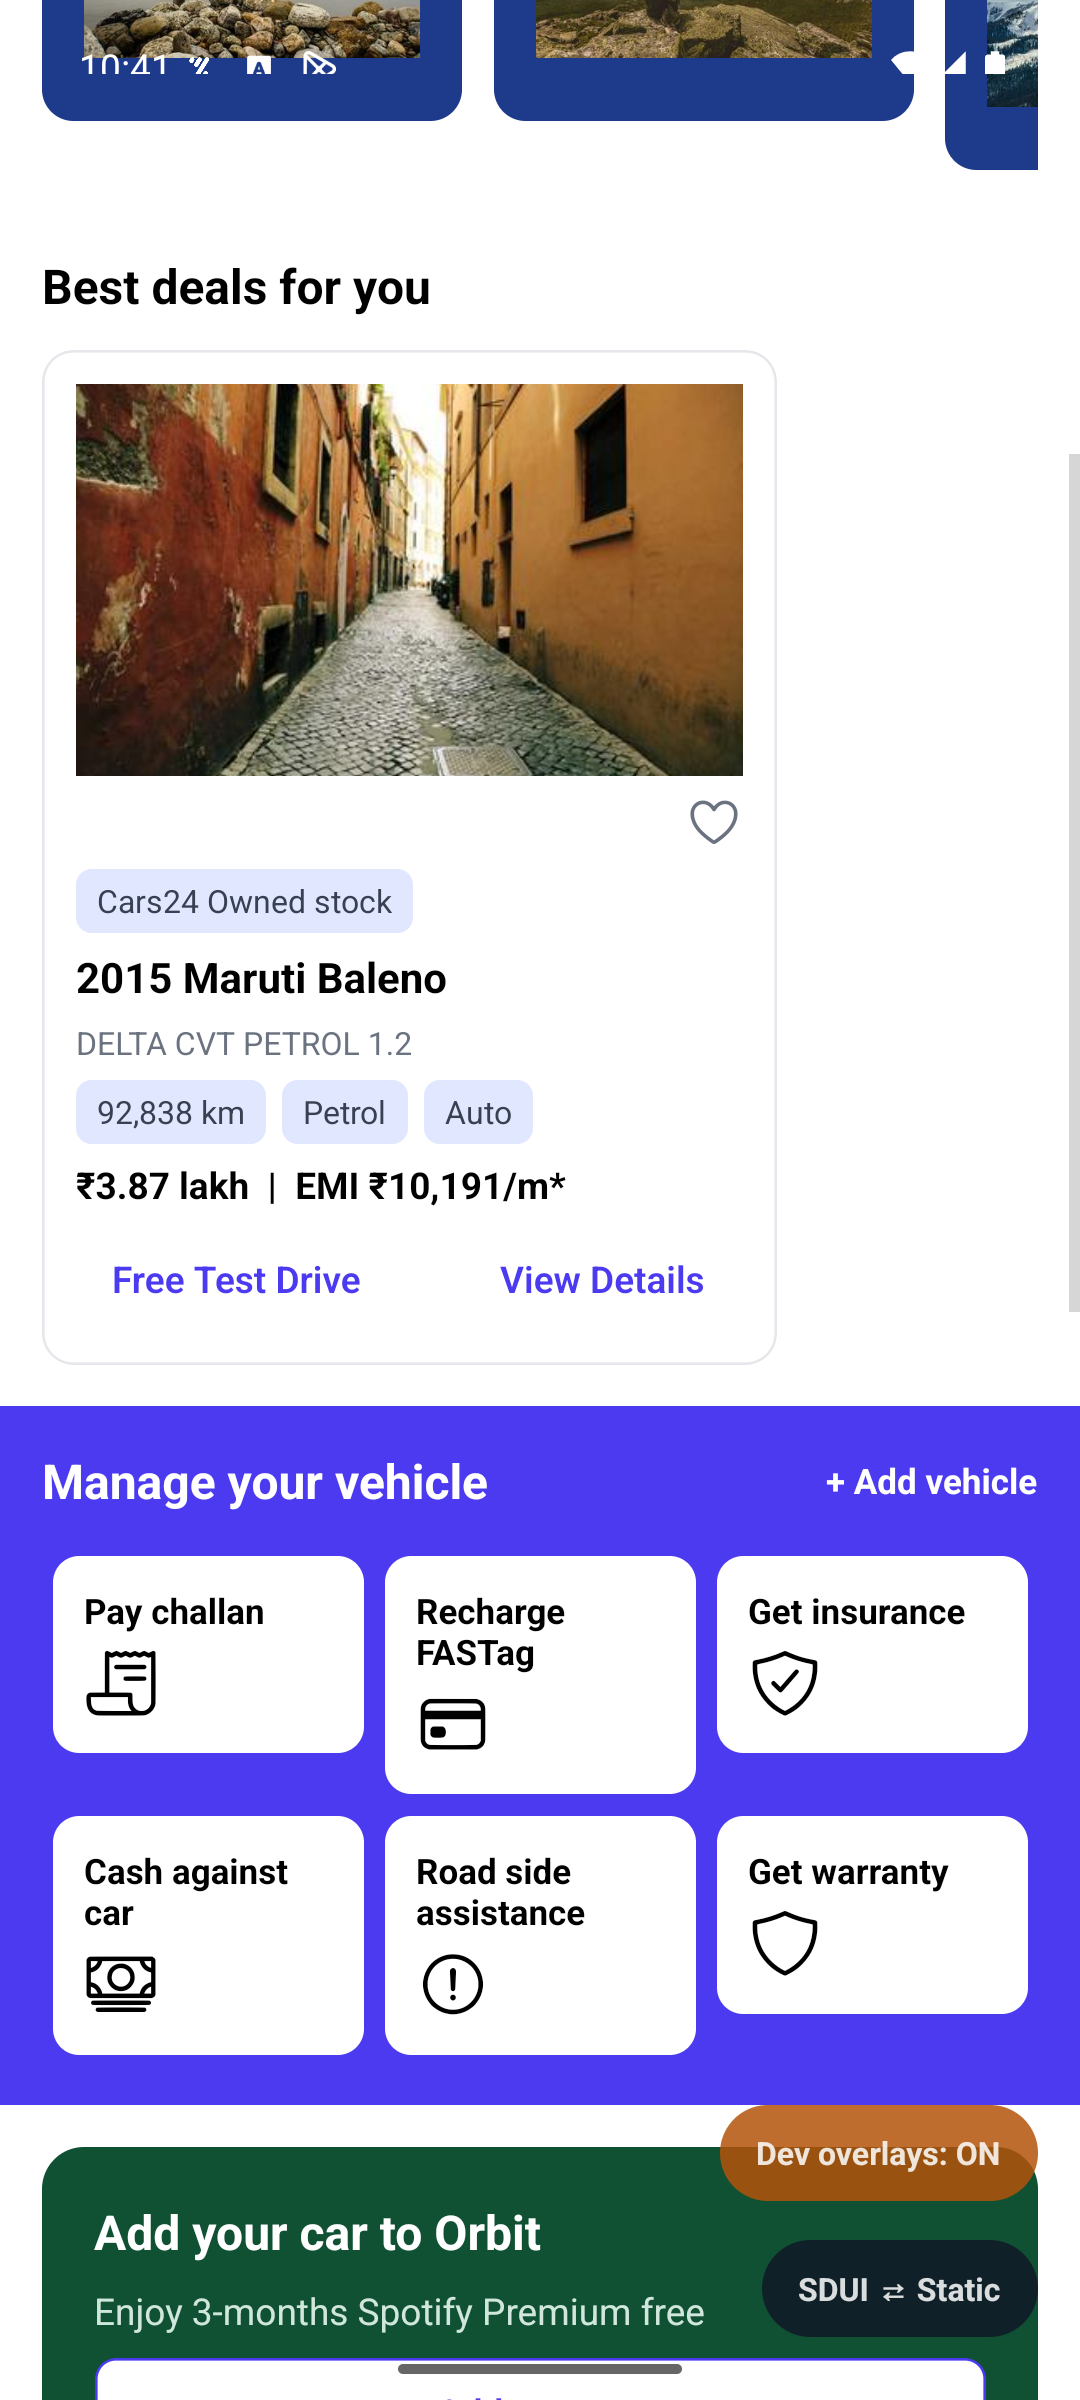 10:41
Best deals for you
Cars24 Owned stock
2015 Maruti Baleno
DELTA CVT PETROL 1.2
92,838 km Petrol Auto
₹3.87 lakh | EMI ₹10,191/m*
Free Test Drive View Details
Manage your vehicle + Add vehicle
Pay challan
Recharge
FASTag
Get insurance
Cash against
car
Road side
assistance
Get warranty
Dev overlays: ON
Add your car to Orbit
SDUI ⇄ Static
Enjoy 3-months Spotify Premium free